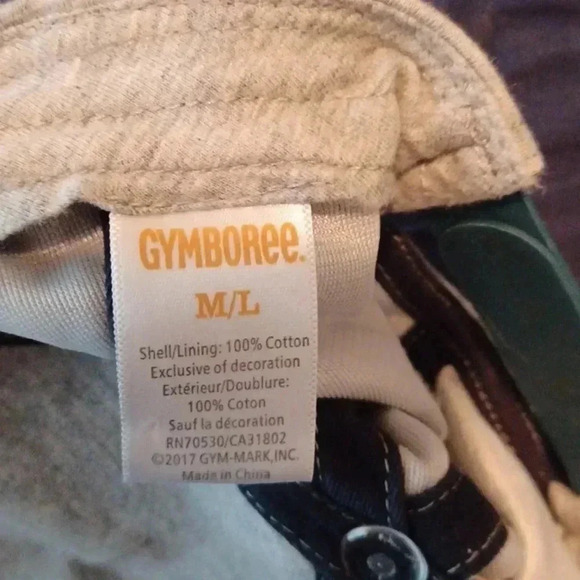 GYMBOREE.
M/L
Shell/Lining: 100% Cotton
Exclusive of decoration
Extérieur/Doublure:
100% Coton
Sauf la décoration
RN70530/CA31802
©2017 GYM-MARK,INC.
Made in China